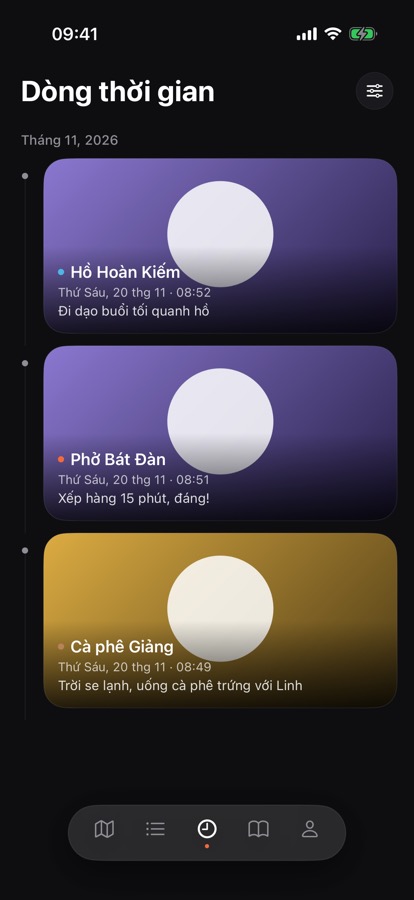 09:41
Dòng thời gian
Tháng 11, 2026
Hồ Hoàn Kiếm
Thứ Sáu, 20 thg 11 · 08:52
Đi dạo buổi tối quanh hồ
Phở Bát Đàn
Thứ Sáu, 20 thg 11 · 08:51
Xếp hàng 15 phút, đáng!
Cà phê Giảng
Thứ Sáu, 20 thg 11 · 08:49
Trời se lạnh, uống cà phê trứng với Linh